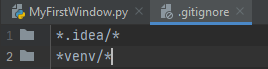 MyFirstWindow.py .gitignore
1 *.idea/*
2 *venv/*